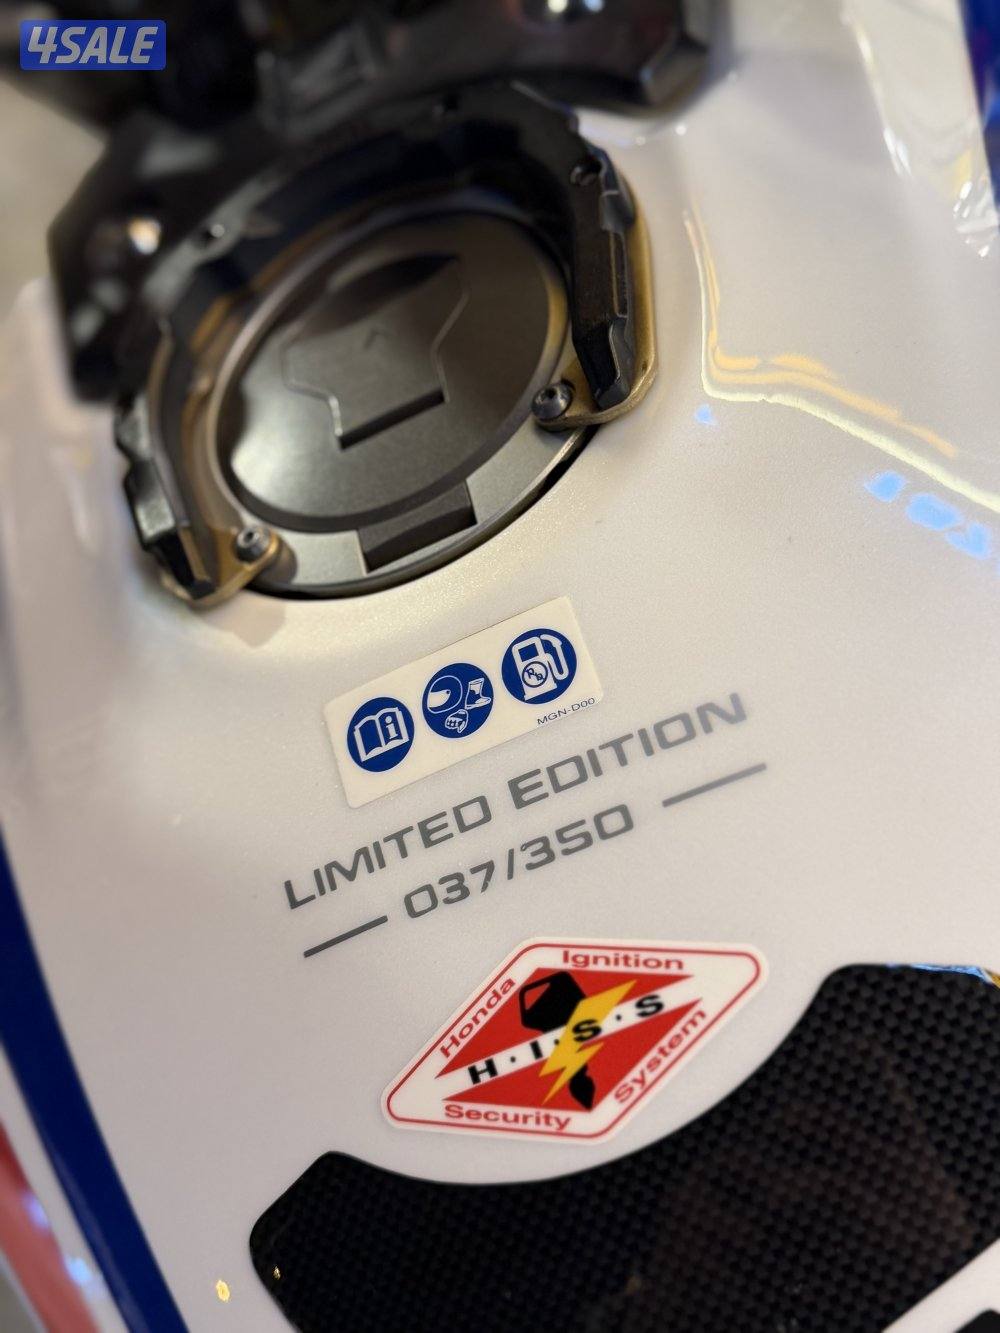 4SALE
MGN-D00
LIMITED EDITION
037/350
Honda
Ignition
H·I·S·S
Security
System